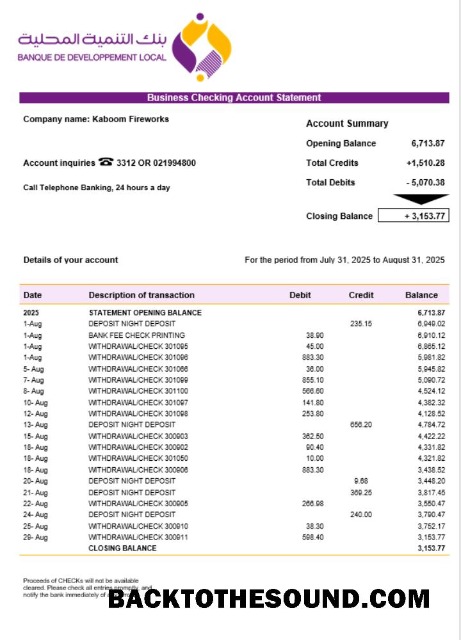 بنك التنمية المحلية
BANQUE DE DEVELOPPEMENT LOCAL
Business Checking Account Statement
Company name: Kaboom Fireworks
Account inquiries ☎ 3312 OR 021994800
Call Telephone Banking, 24 hours a day
Account Summary
Opening Balance 6,713.87
Total Credits +1,510.28
Total Debits - 5,070.38
Closing Balance + 3,153.77
Details of your account For the period from July 31, 2025 to August 31, 2025
Date Description of transaction Debit Credit Balance
2025 STATEMENT OPENING BALANCE 6,713.87
1-Aug DEPOSIT NIGHT DEPOSIT 235.15 6,949.02
1-Aug BANK FEE CHECK PRINTING 38.90 6,910.12
1-Aug WITHDRAWAL/CHECK 301095 45.00 6,865.12
1-Aug WITHDRAWAL/CHECK 301096 883.30 5,981.82
5- Aug WITHDRAWAL/CHECK 301066 36.00 5,945.82
7- Aug WITHDRAWAL/CHECK 301099 855.10 5,090.72
8- Aug WITHDRAWAL/CHECK 301100 566.60 4,524.12
10- Aug WITHDRAWAL/CHECK 301097 141.80 4,382.32
12- Aug WITHDRAWAL/CHECK 301098 253.80 4,128.52
13- Aug DEPOSIT NIGHT DEPOSIT 656.20 4,784.72
15- Aug WITHDRAWAL/CHECK 300903 362.50 4,422.22
18- Aug WITHDRAWAL/CHECK 300902 90.40 4,331.82
18- Aug WITHDRAWAL/CHECK 301050 10.00 4,321.82
18- Aug WITHDRAWAL/CHECK 300906 883.30 3,438.52
20- Aug DEPOSIT NIGHT DEPOSIT 9.68 3,448.20
21- Aug DEPOSIT NIGHT DEPOSIT 369.25 3,817.45
22- Aug WITHDRAWAL/CHECK 300905 266.98 3,550.47
24- Aug DEPOSIT NIGHT DEPOSIT 240.00 3,790.47
25- Aug WITHDRAWAL/CHECK 300910 38.30 3,752.17
29- Aug WITHDRAWAL/CHECK 300911 598.40 3,153.77
CLOSING BALANCE 3,153.77
Proceeds of CHECKs will not be available
cleared. Please check all entries promptly, and
notify the bank immediately of
BACKTOTHESOUND.COM